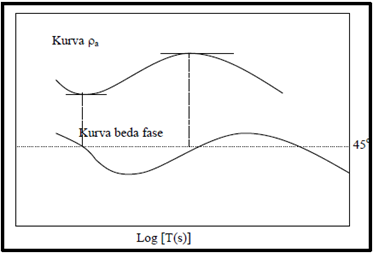 Kurva ρa
Kurva beda fase
45°
Log [T(s)]